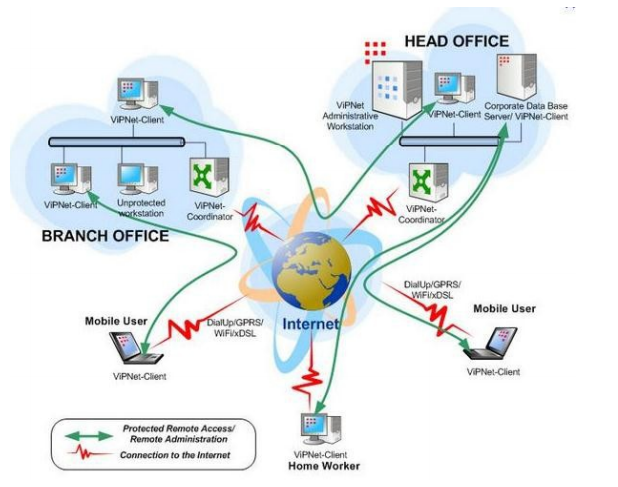 HEAD OFFICE
ViPNet
Administrative
Workstation
ViPNet-Client
Corporate Data Base
Server/ ViPNet-Client
ViPNet-
Coordinator
ViPNet-Client
ViPNet-Client
Unprotected
workstation
ViPNet-
Coordinator
BRANCH OFFICE
Internet
DialUp/GPRS/
WiFi/xDSL
Mobile User
ViPNet-Client
DialUp/GPRS/
WiFi/xDSL
Mobile User
ViPNet-Client
ViPNet-Client
Home Worker
Protected Remote Access/
Remote Administration
Connection to the Internet